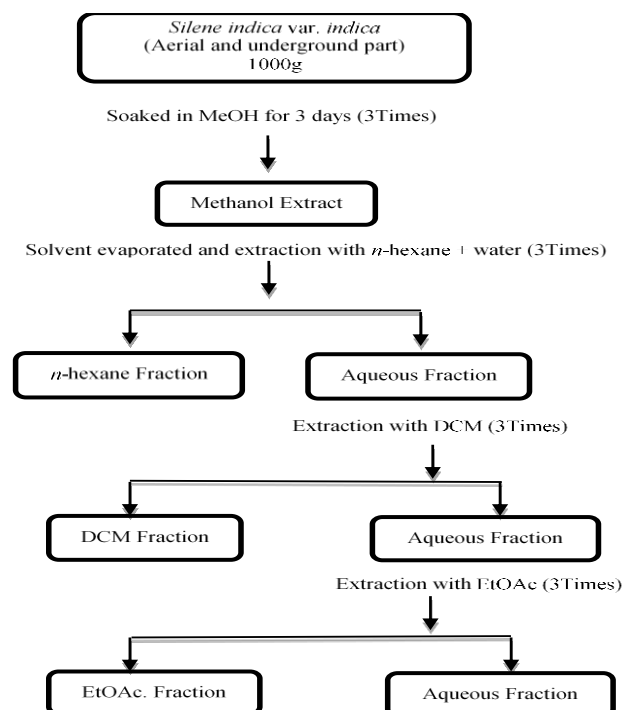 Silene indica var. indica
(Aerial and underground part)
1000g
Soaked in MeOH for 3 days (3Times)
Methanol Extract
Solvent evaporated and extraction with n-hexane + water (3Times)
n-hexane Fraction
Aqueous Fraction
Extraction with DCM (3Times)
DCM Fraction
Aqueous Fraction
Extraction with EtOAc (3Times)
EtOAc. Fraction
Aqueous Fraction